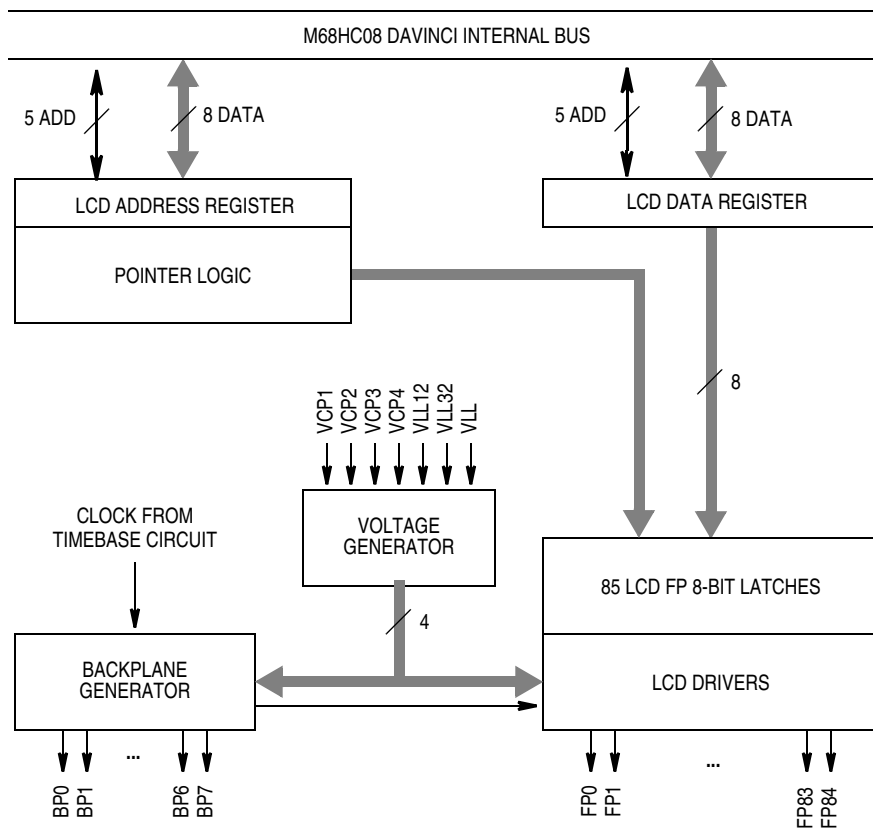 M68HC08 DAVINCI INTERNAL BUS
5 ADD
8 DATA
5 ADD
8 DATA
LCD ADDRESS REGISTER
LCD DATA REGISTER
POINTER LOGIC
8
VCP1
VCP2
VCP3
VCP4
VLL12
VLL32
VLL
CLOCK FROM
TIMEBASE CIRCUIT
VOLTAGE
GENERATOR
85 LCD FP 8-BIT LATCHES
4
BACKPLANE
GENERATOR
LCD DRIVERS
...
...
BP0
BP1
BP6
BP7
FP0
FP1
FP83
FP84